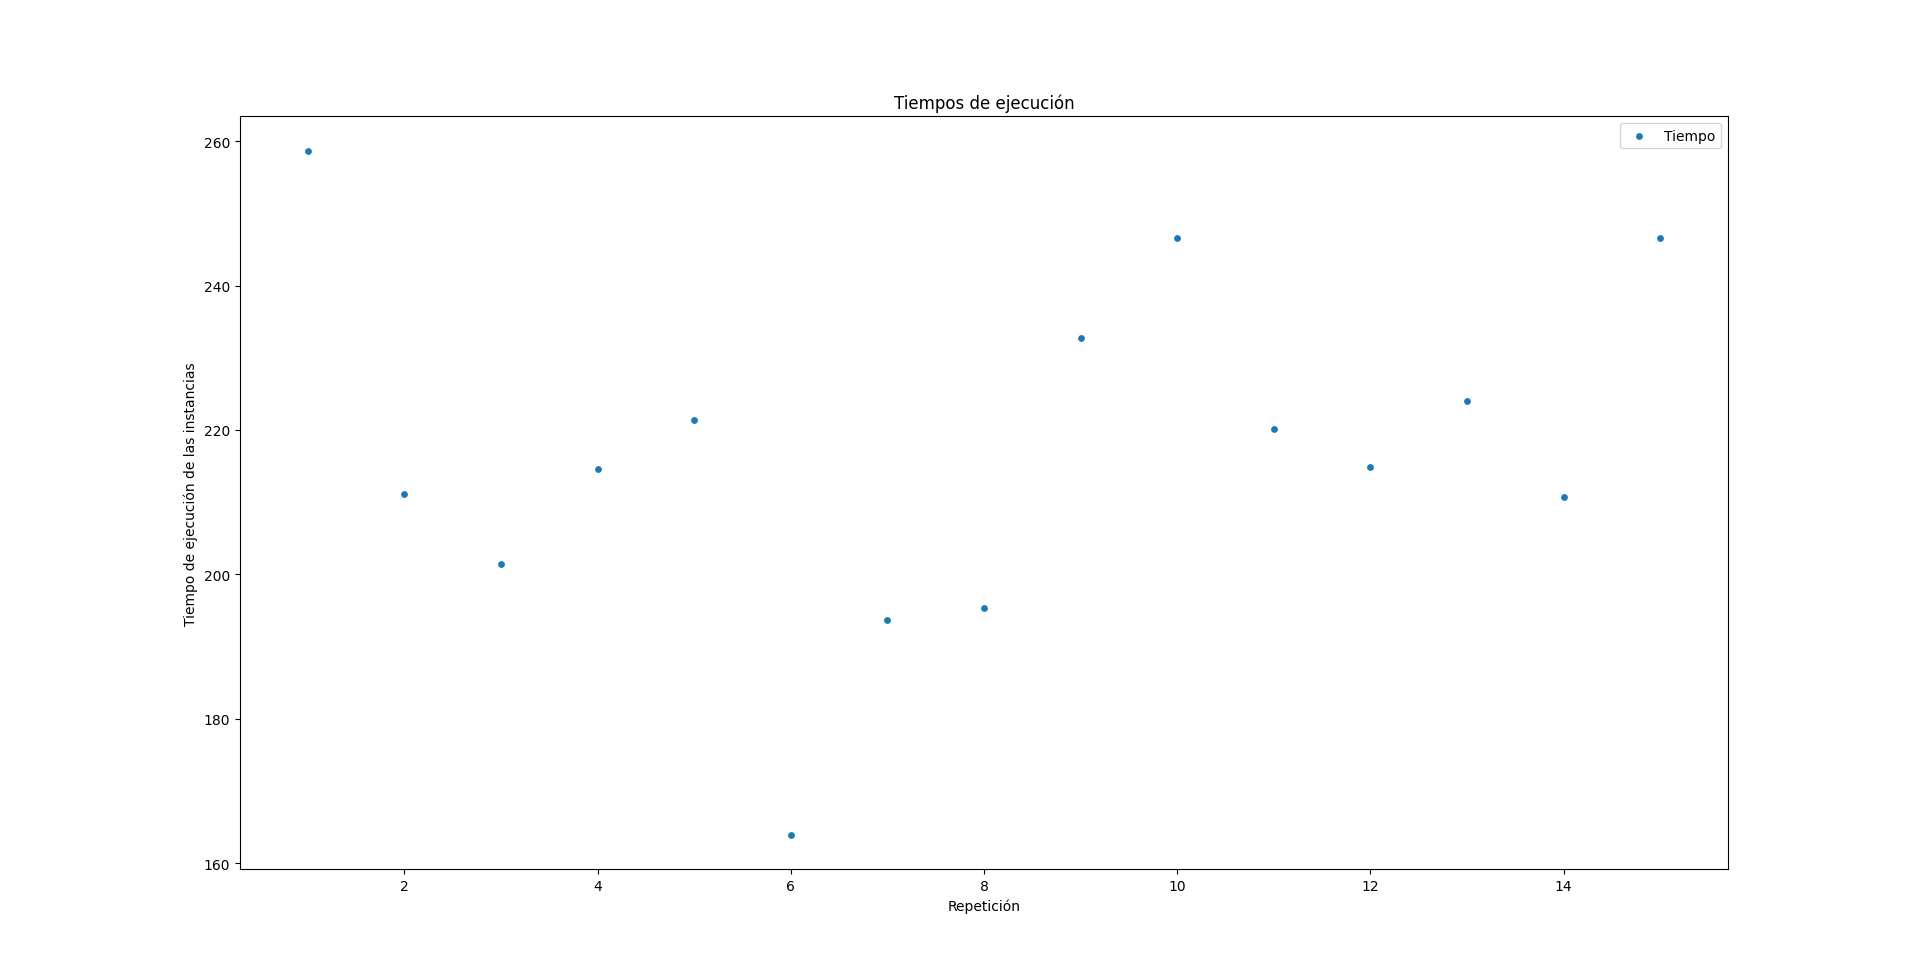 Tiempos de ejecución
Tiempo
260
240
220
200
180
160
Tiempo de ejecución de las instancias
2 4 6 8 10 12 14
Repetición